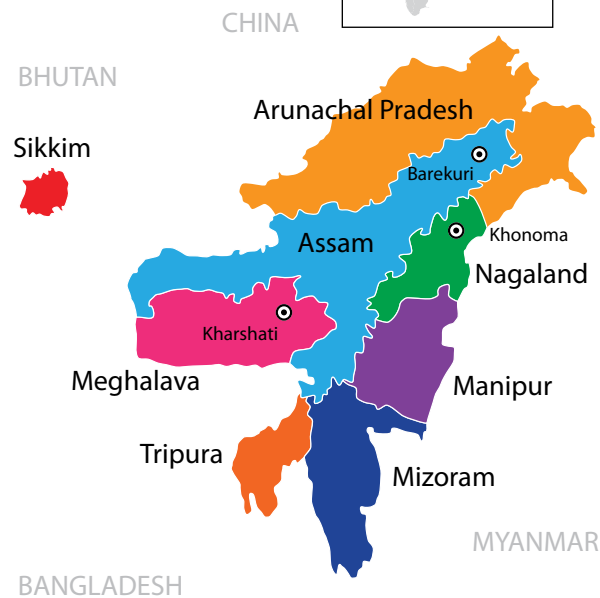 CHINA
BHUTAN
Arunachal Pradesh
Sikkim
Barekuri
Khonoma
Assam
Nagaland
Kharshati
Meghalava
Manipur
Tripura
Mizoram
MYANMAR
BANGLADESH